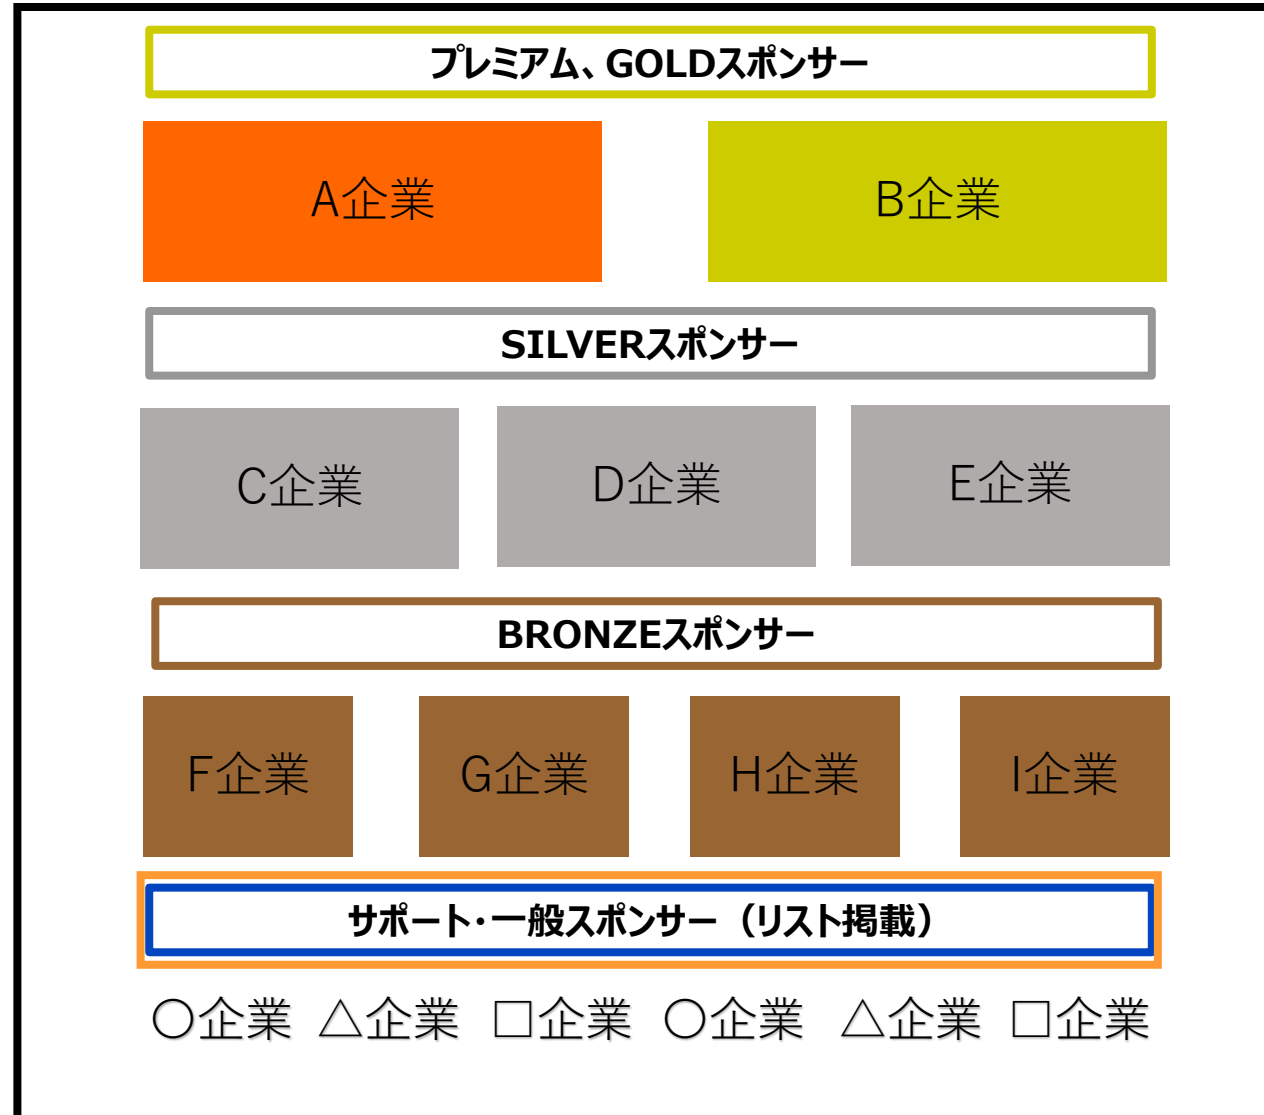 プレミアム、GOLDスポンサー
A企業 B企業
SILVERスポンサー
C企業 D企業 E企業
BRONZEスポンサー
F企業 G企業 H企業 I企業
サポート・一般スポンサー（リスト掲載）
〇企業 △企業 □企業 〇企業 △企業 □企業